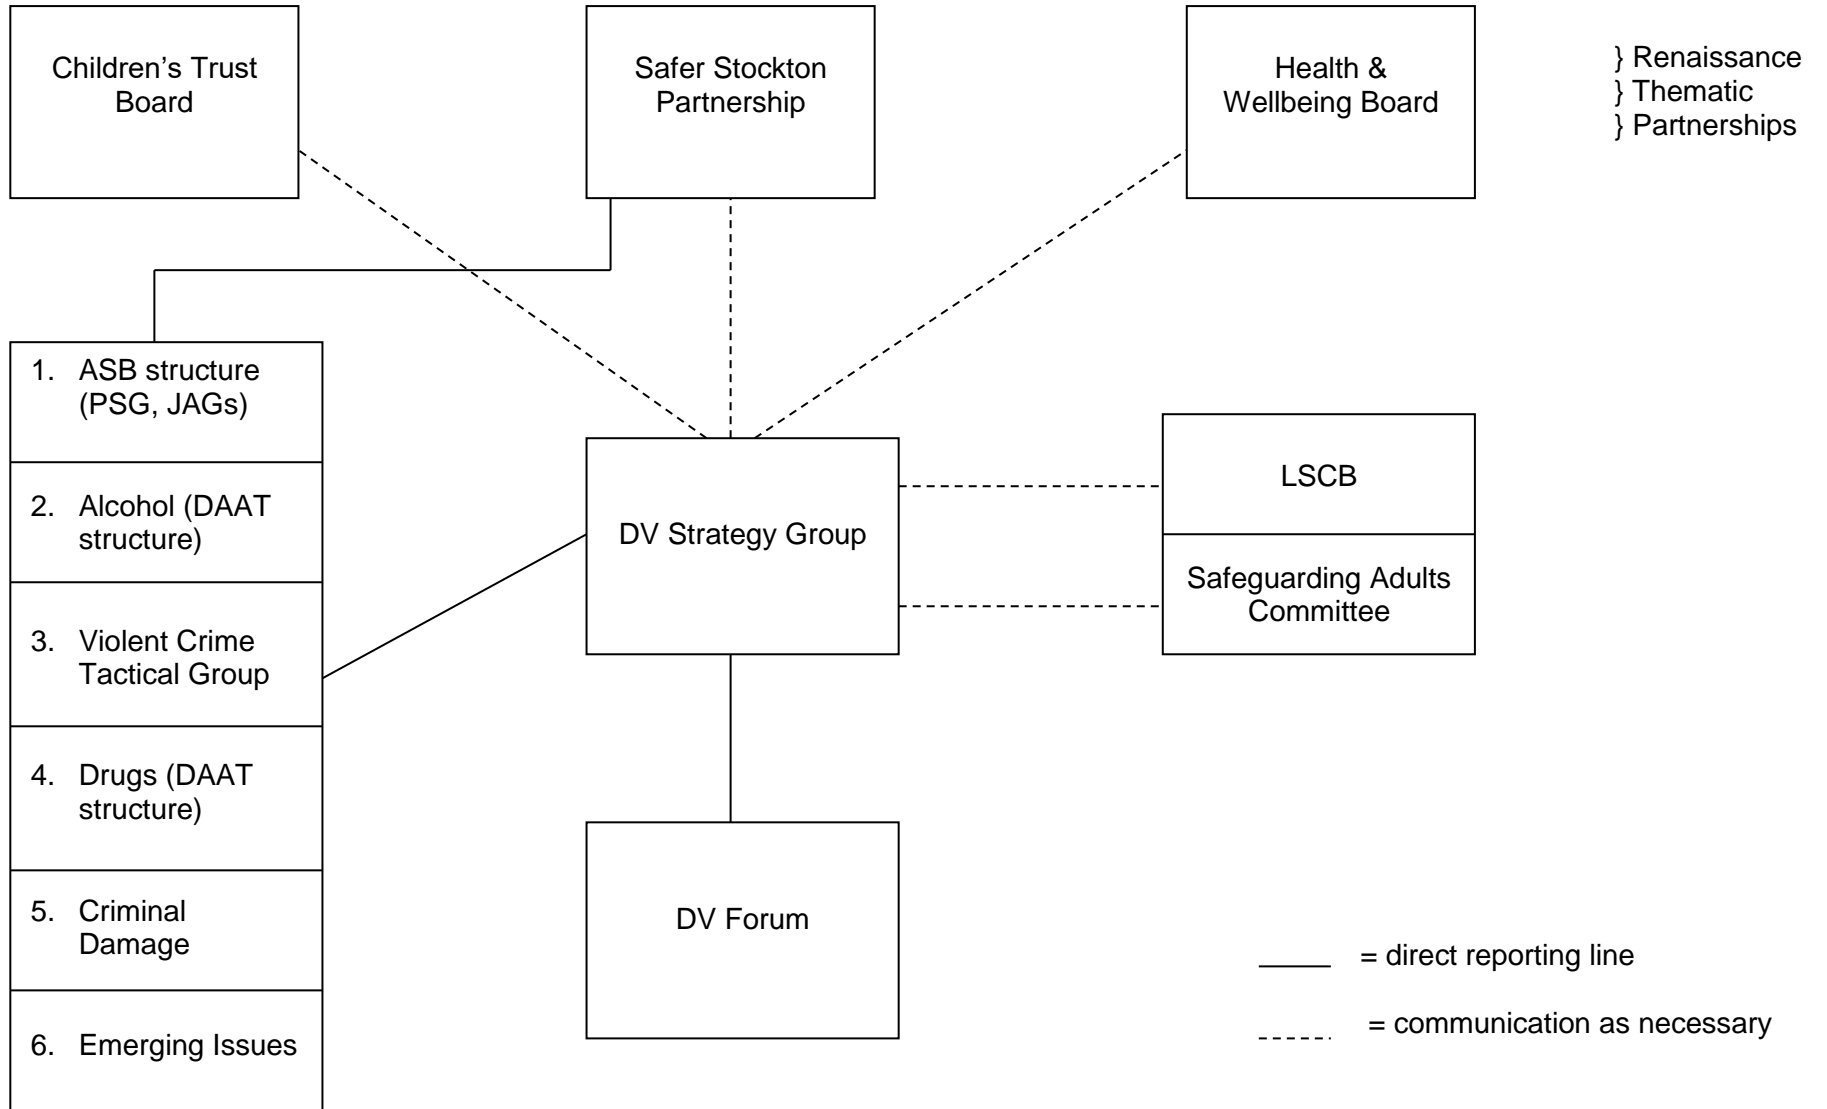 Children’s Trust
Board
Safer Stockton
Partnership
Health &
Wellbeing Board
} Renaissance
} Thematic
} Partnerships
1. ASB structure
(PSG, JAGs)
2. Alcohol (DAAT
structure)
3. Violent Crime
Tactical Group
4. Drugs (DAAT
structure)
5. Criminal
Damage
6. Emerging Issues
DV Strategy Group
LSCB
Safeguarding Adults
Committee
DV Forum
= direct reporting line
= communication as necessary